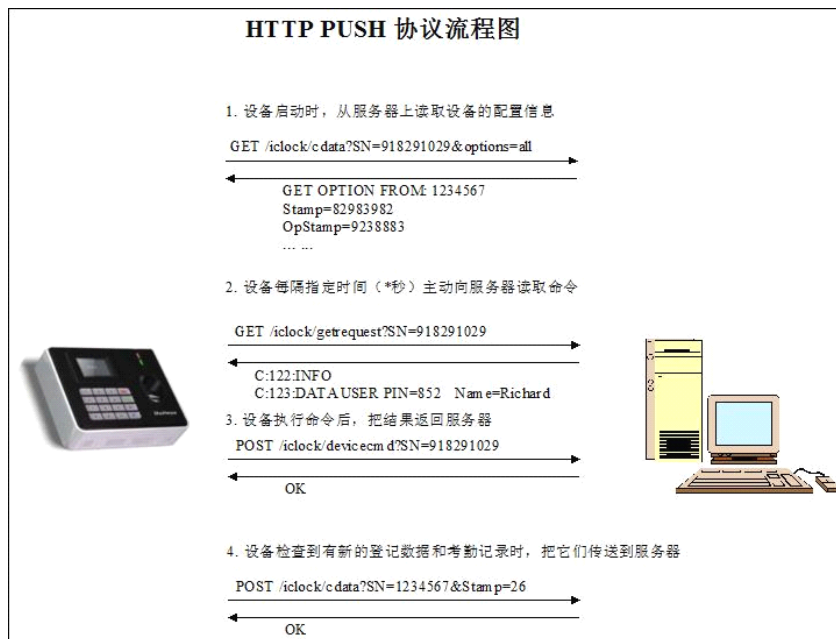 HTTP PUSH 协议流程图
1. 设备启动时，从服务器上读取设备的配置信息
GET /iclock/cdata?SN=918291029&options=all
GET OPTION FROM: 1234567
Stamp=82983982
OpStamp=9238883
... ...
2. 设备每隔指定时间（*秒）主动向服务器读取命令
GET /iclock/getrequest?SN=918291029
C:122:INFO
C:123:DATA USER PIN=852 Name=Richard
3. 设备执行命令后，把结果返回服务器
POST /iclock/devicecmd?SN=918291029
OK
4. 设备检查到有新的登记数据和考勤记录时，把它们传送到服务器
POST /iclock/cdata?SN=1234567&Stamp=26
OK